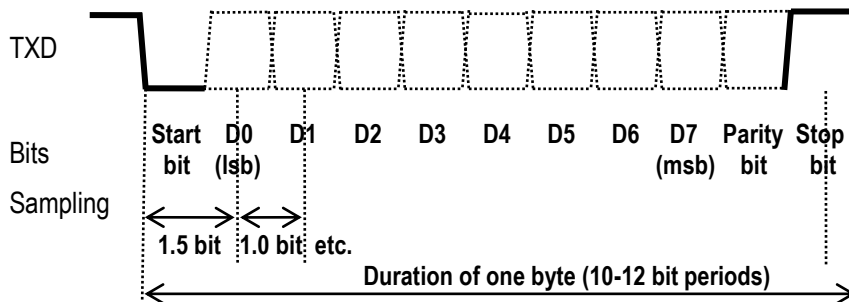 TXD
Start D0 D1 D2 D3 D4 D5 D6 D7 Parity Stop
Bits
bit (lsb) (msb) bit bit
Sampling
1.5 bit 1.0 bit etc.
Duration of one byte (10-12 bit periods)